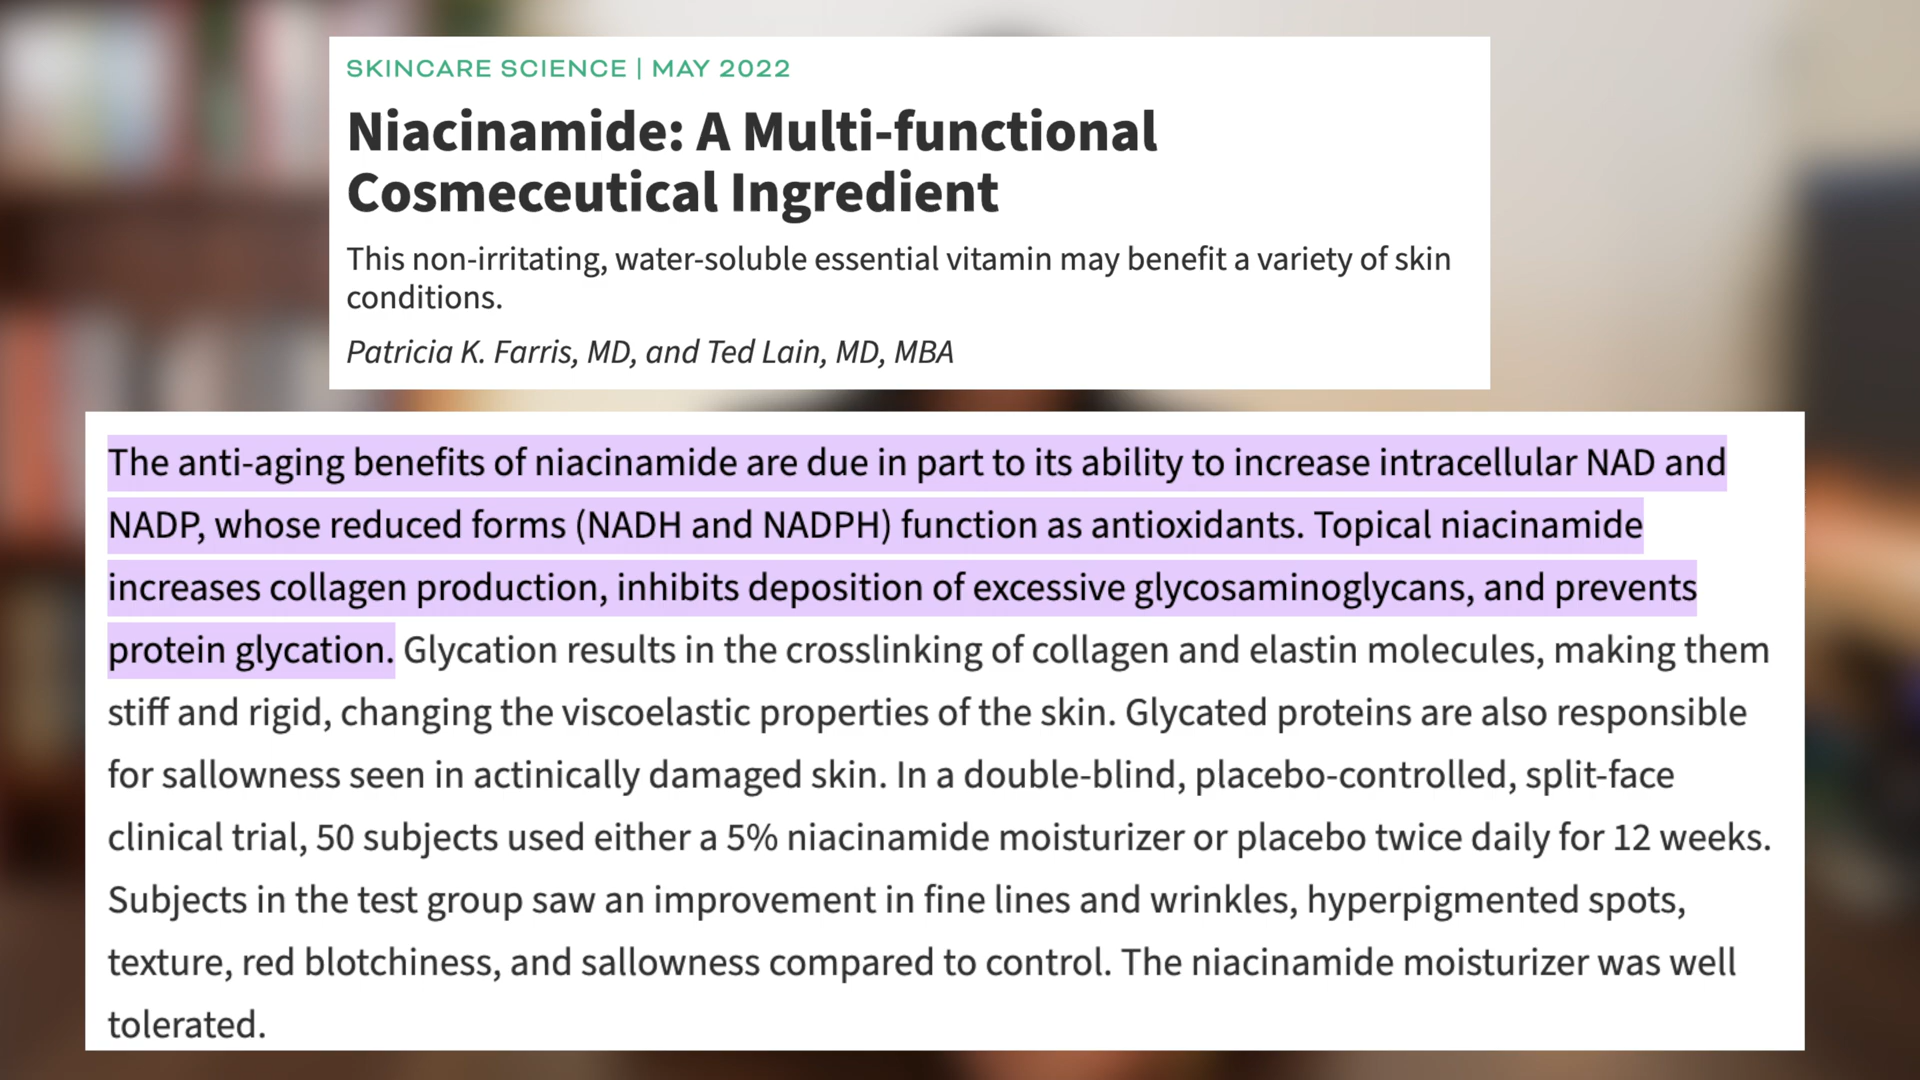 SKINCARE SCIENCE | MAY 2022
Niacinamide: A Multi-functional
Cosmeceutical Ingredient
This non-irritating, water-soluble essential vitamin may benefit a variety of skin
conditions.
Patricia K. Farris, MD, and Ted Lain, MD, MBA
The anti-aging benefits of niacinamide are due in part to its ability to increase intracellular NAD and
NADP, whose reduced forms (NADH and NADPH) function as antioxidants. Topical niacinamide
increases collagen production, inhibits deposition of excessive glycosaminoglycans, and prevents
protein glycation. Glycation results in the crosslinking of collagen and elastin molecules, making them
stiff and rigid, changing the viscoelastic properties of the skin. Glycated proteins are also responsible
for sallowness seen in actinically damaged skin. In a double-blind, placebo-controlled, split-face
clinical trial, 50 subjects used either a 5% niacinamide moisturizer or placebo twice daily for 12 weeks.
Subjects in the test group saw an improvement in fine lines and wrinkles, hyperpigmented spots,
texture, red blotchiness, and sallowness compared to control. The niacinamide moisturizer was well
tolerated.